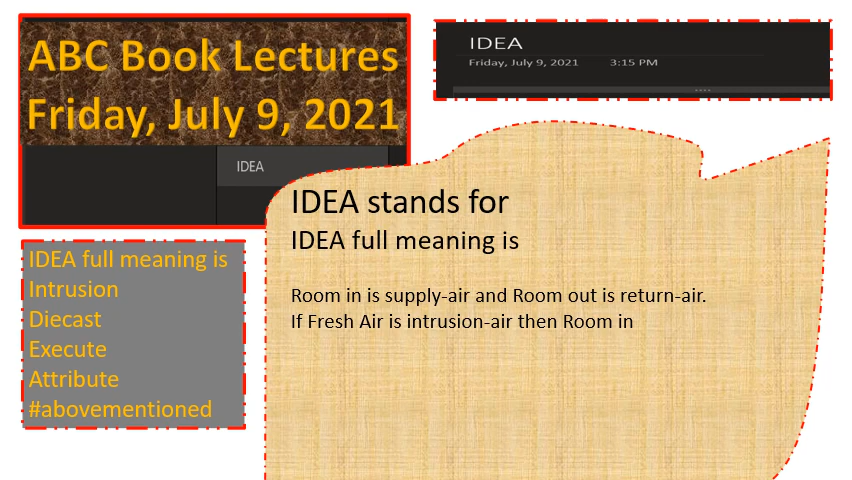 ABC Book Lectures
Friday, July 9, 2021
IDEA
IDEA
Friday, July 9, 2021 3:15 PM
IDEA stands for
IDEA full meaning is
Room in is supply-air and Room out is return-air.
If Fresh Air is intrusion-air then Room in
IDEA full meaning is
Intrusion
Diecast
Execute
Attribute
#abovementioned